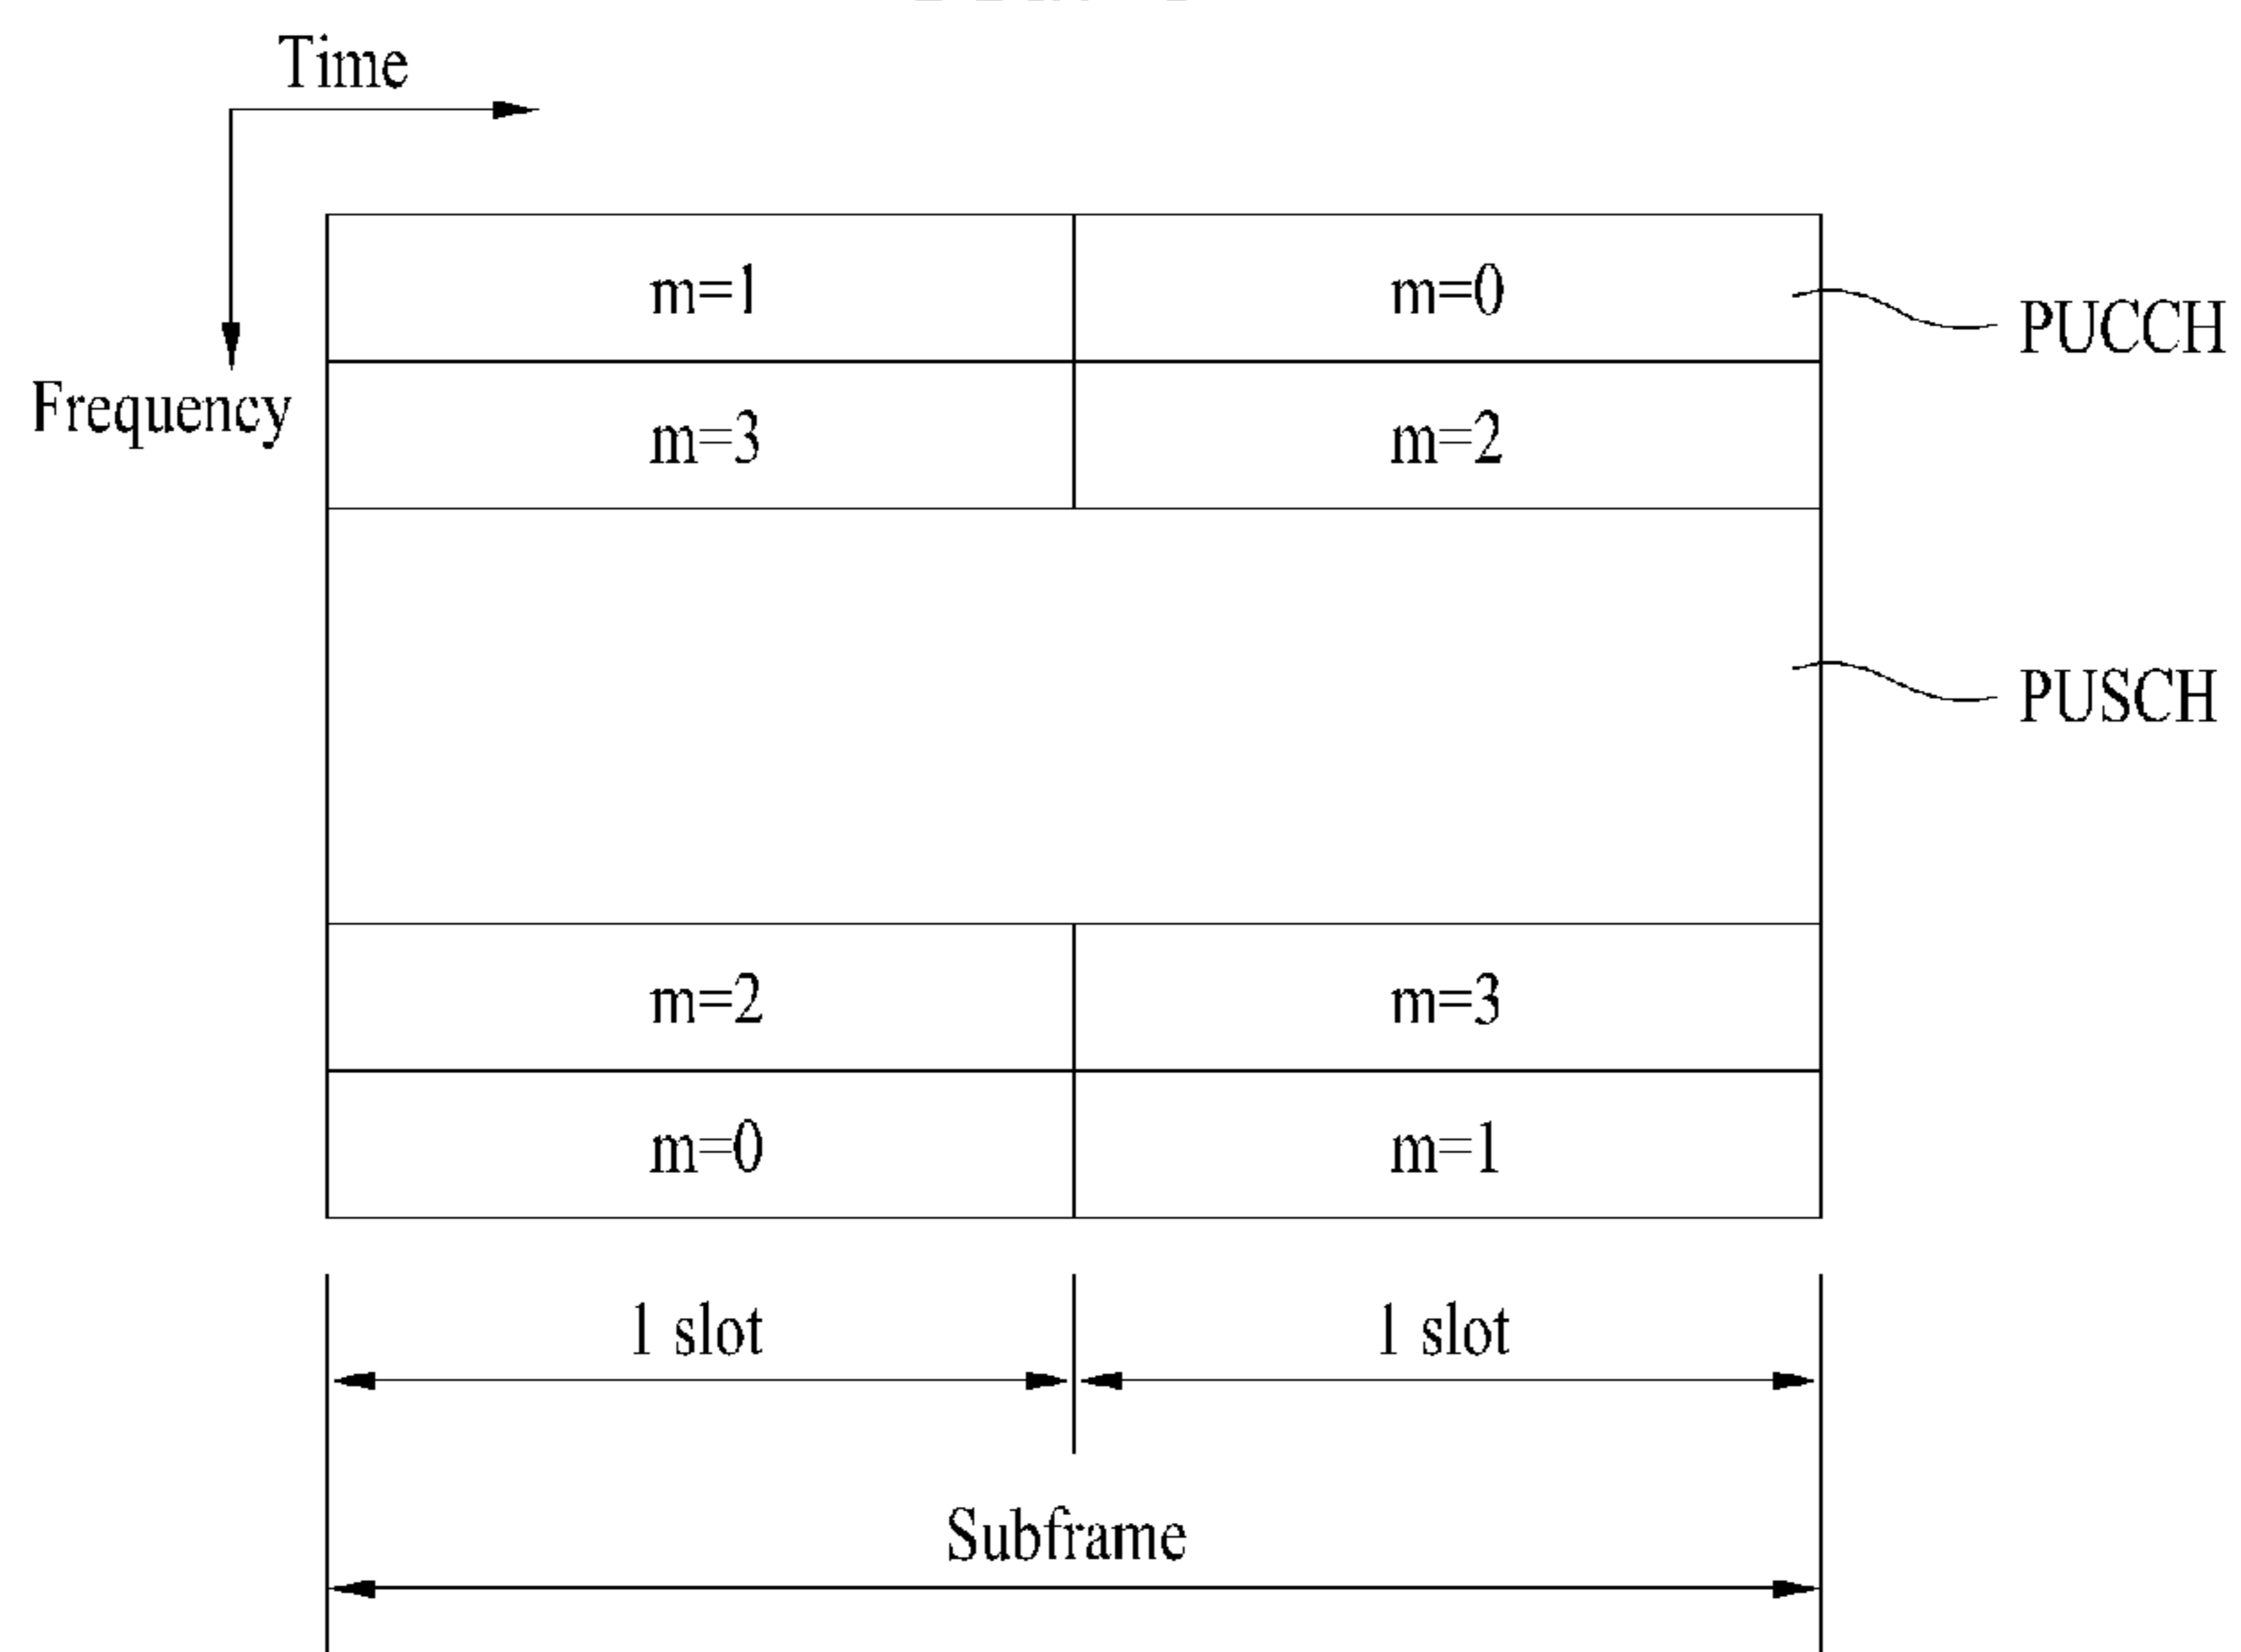 Time
Frequency
m=1 m=0
PUCCH
m=3 m=2
PUSCH
m=2 m=3
m=0 m=1
1 slot 1 slot
Subframe